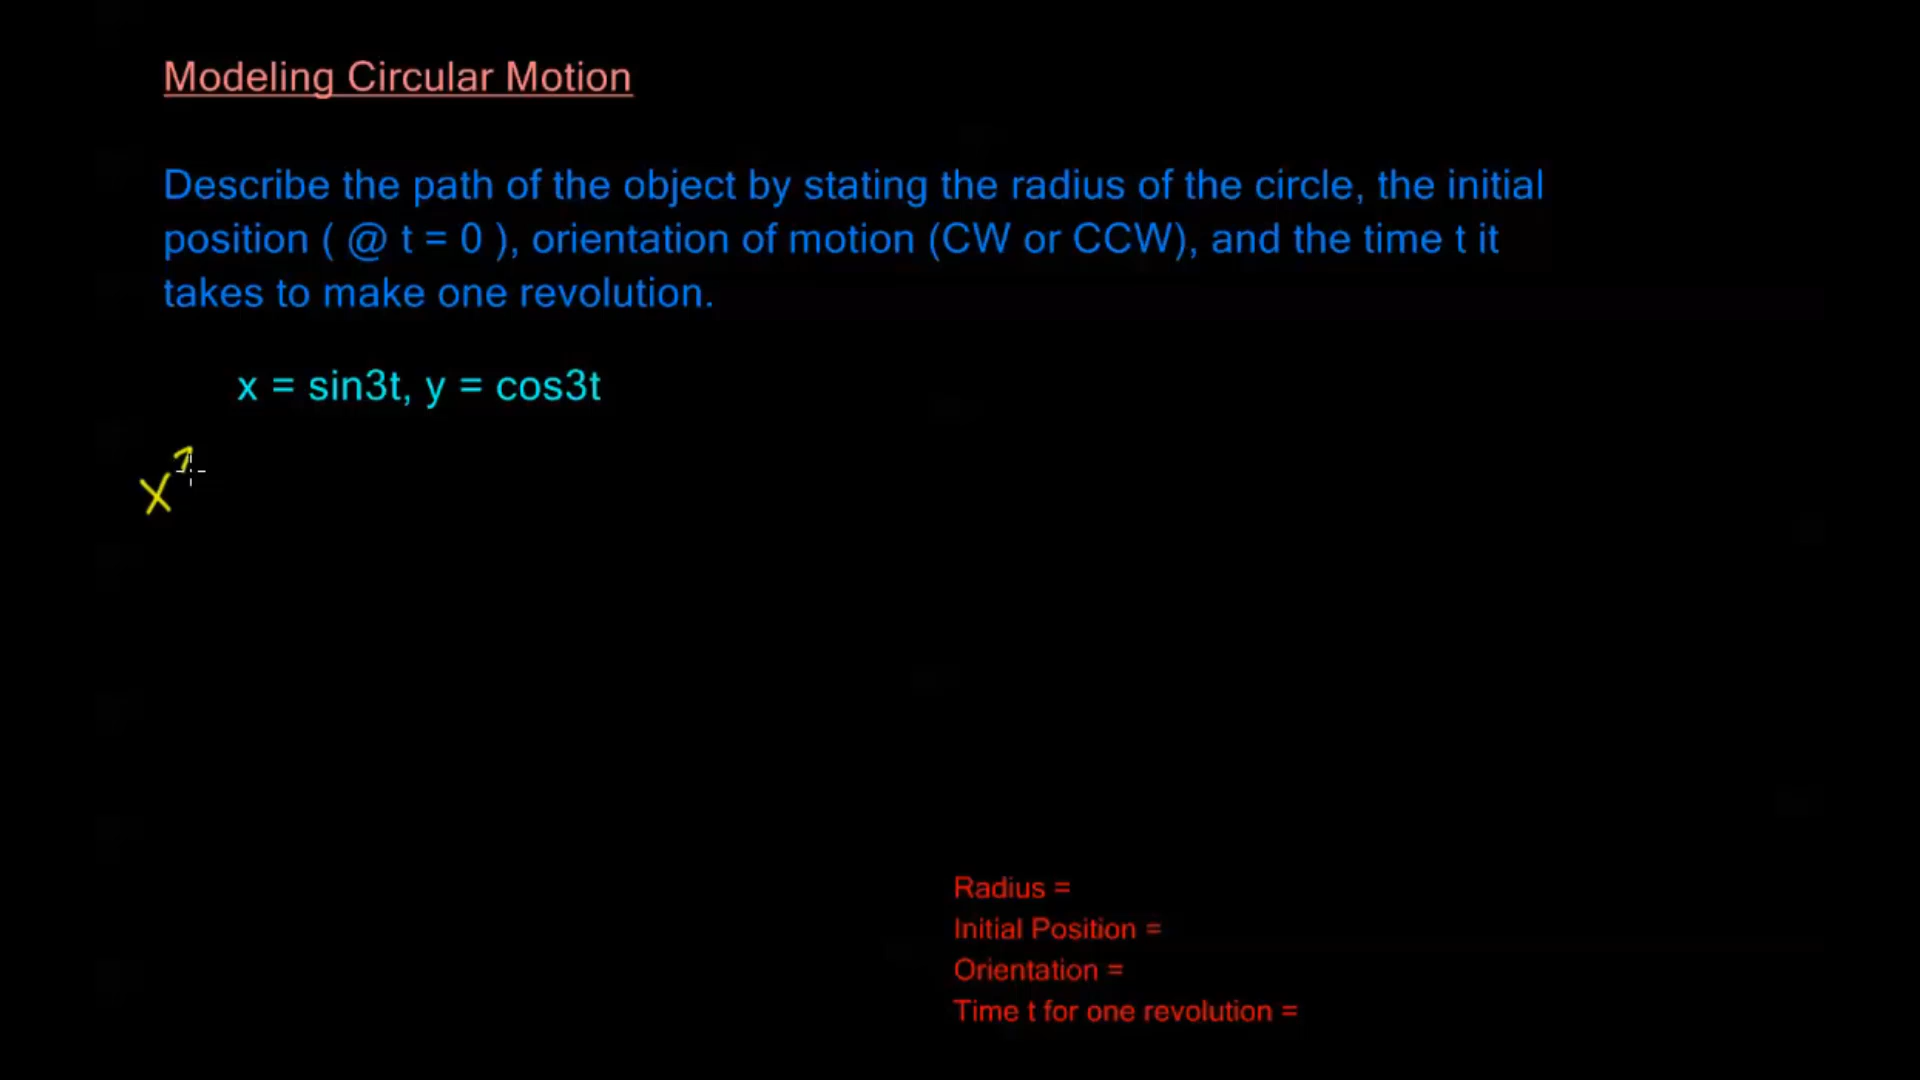 Modeling Circular Motion
Describe the path of the object by stating the radius of the circle, the initial
position ( @ t = 0 ), orientation of motion (CW or CCW), and the time t it
takes to make one revolution.
x = sin3t, y = cos3t
x
Radius =
Initial Position =
Orientation =
Time t for one revolution =